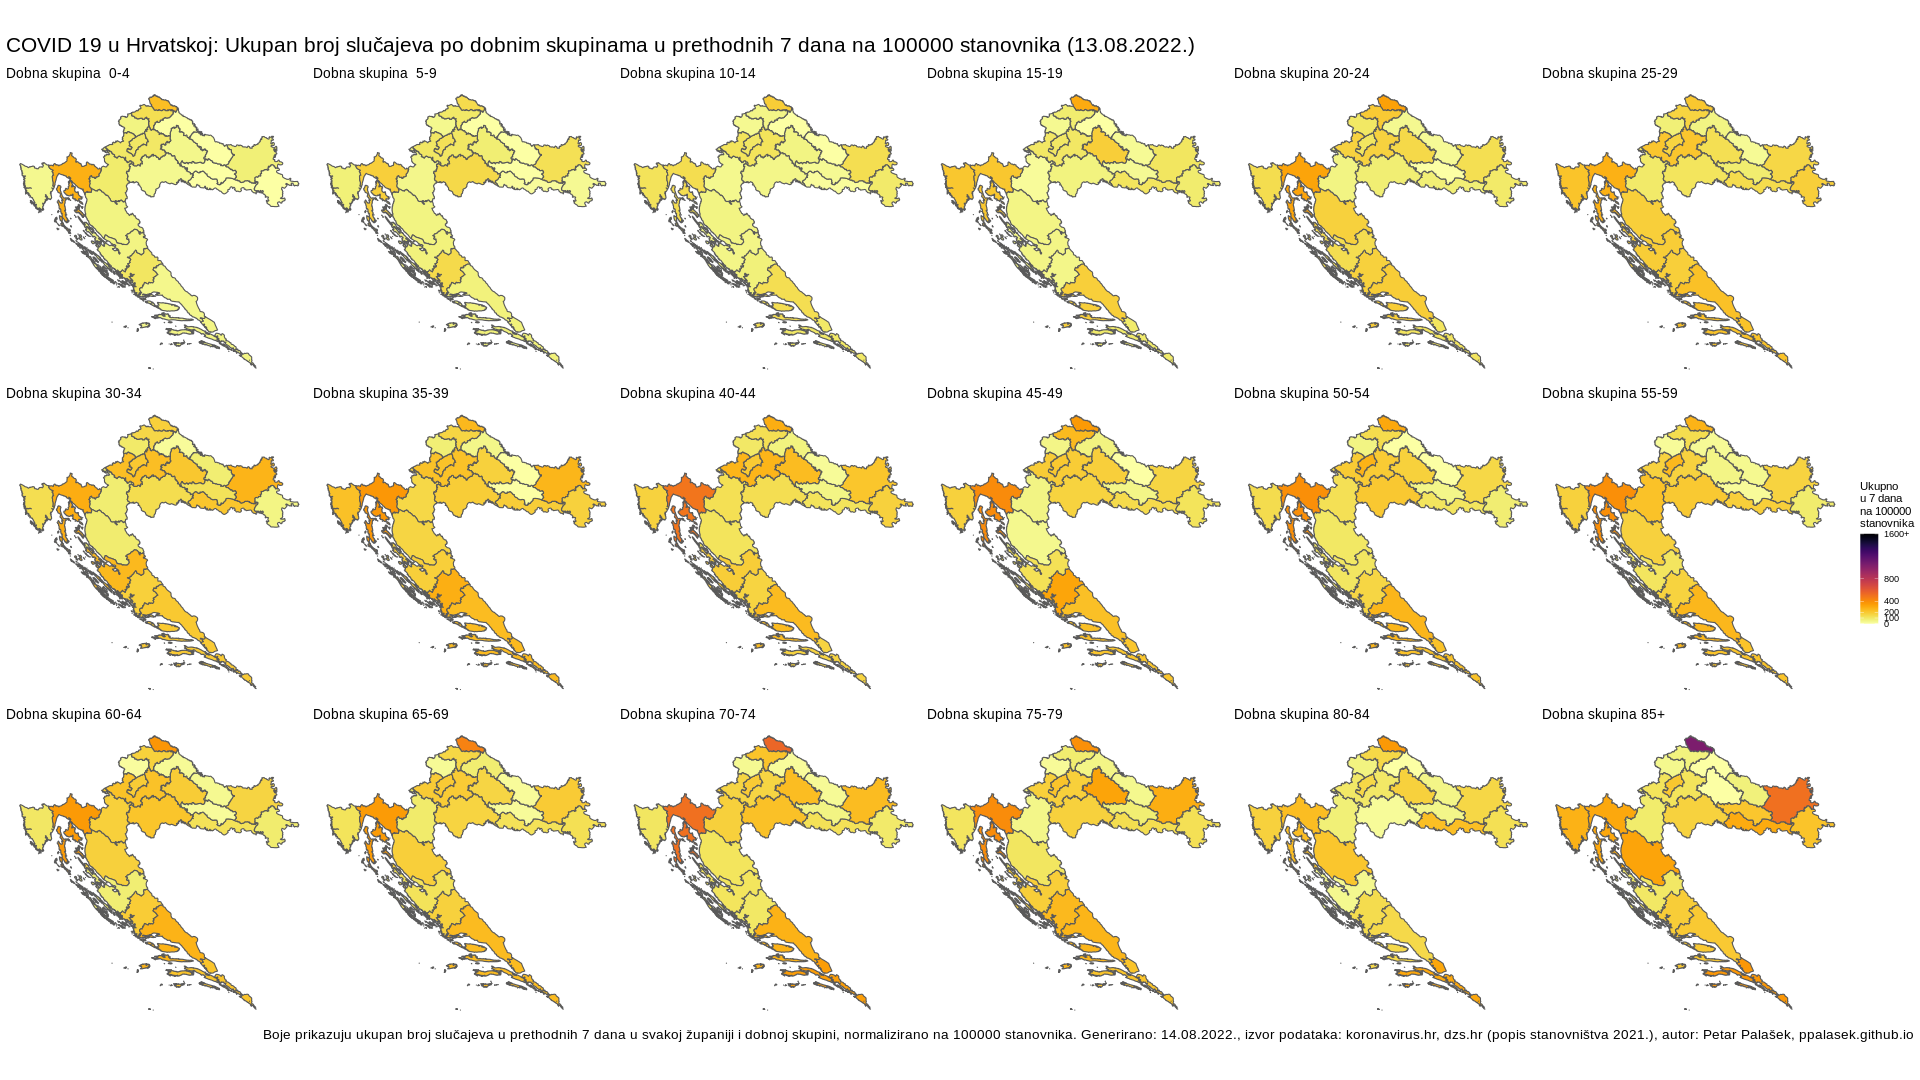 COVID 19 u Hrvatskoj: Ukupan broj slučajeva po dobnim skupinama u prethodnih 7 dana na 100000 stanovnika (13.08.2022.)
Dobna skupina  0-4
Dobna skupina  5-9
Dobna skupina 10-14
Dobna skupina 15-19
Dobna skupina 20-24
Dobna skupina 25-29
Dobna skupina 30-34
Dobna skupina 35-39
Dobna skupina 40-44
Dobna skupina 45-49
Dobna skupina 50-54
Dobna skupina 55-59
Ukupno
u 7 dana
na 100000
stanovnika
1600+
800
400
200
100
0
Dobna skupina 60-64
Dobna skupina 65-69
Dobna skupina 70-74
Dobna skupina 75-79
Dobna skupina 80-84
Dobna skupina 85+
Boje prikazuju ukupan broj slučajeva u prethodnih 7 dana u svakoj županiji i dobnoj skupini, normalizirano na 100000 stanovnika. Generirano: 14.08.2022., izvor podataka: koronavirus.hr, dzs.hr (popis stanovništva 2021.), autor: Petar Palašek, ppalasek.github.io